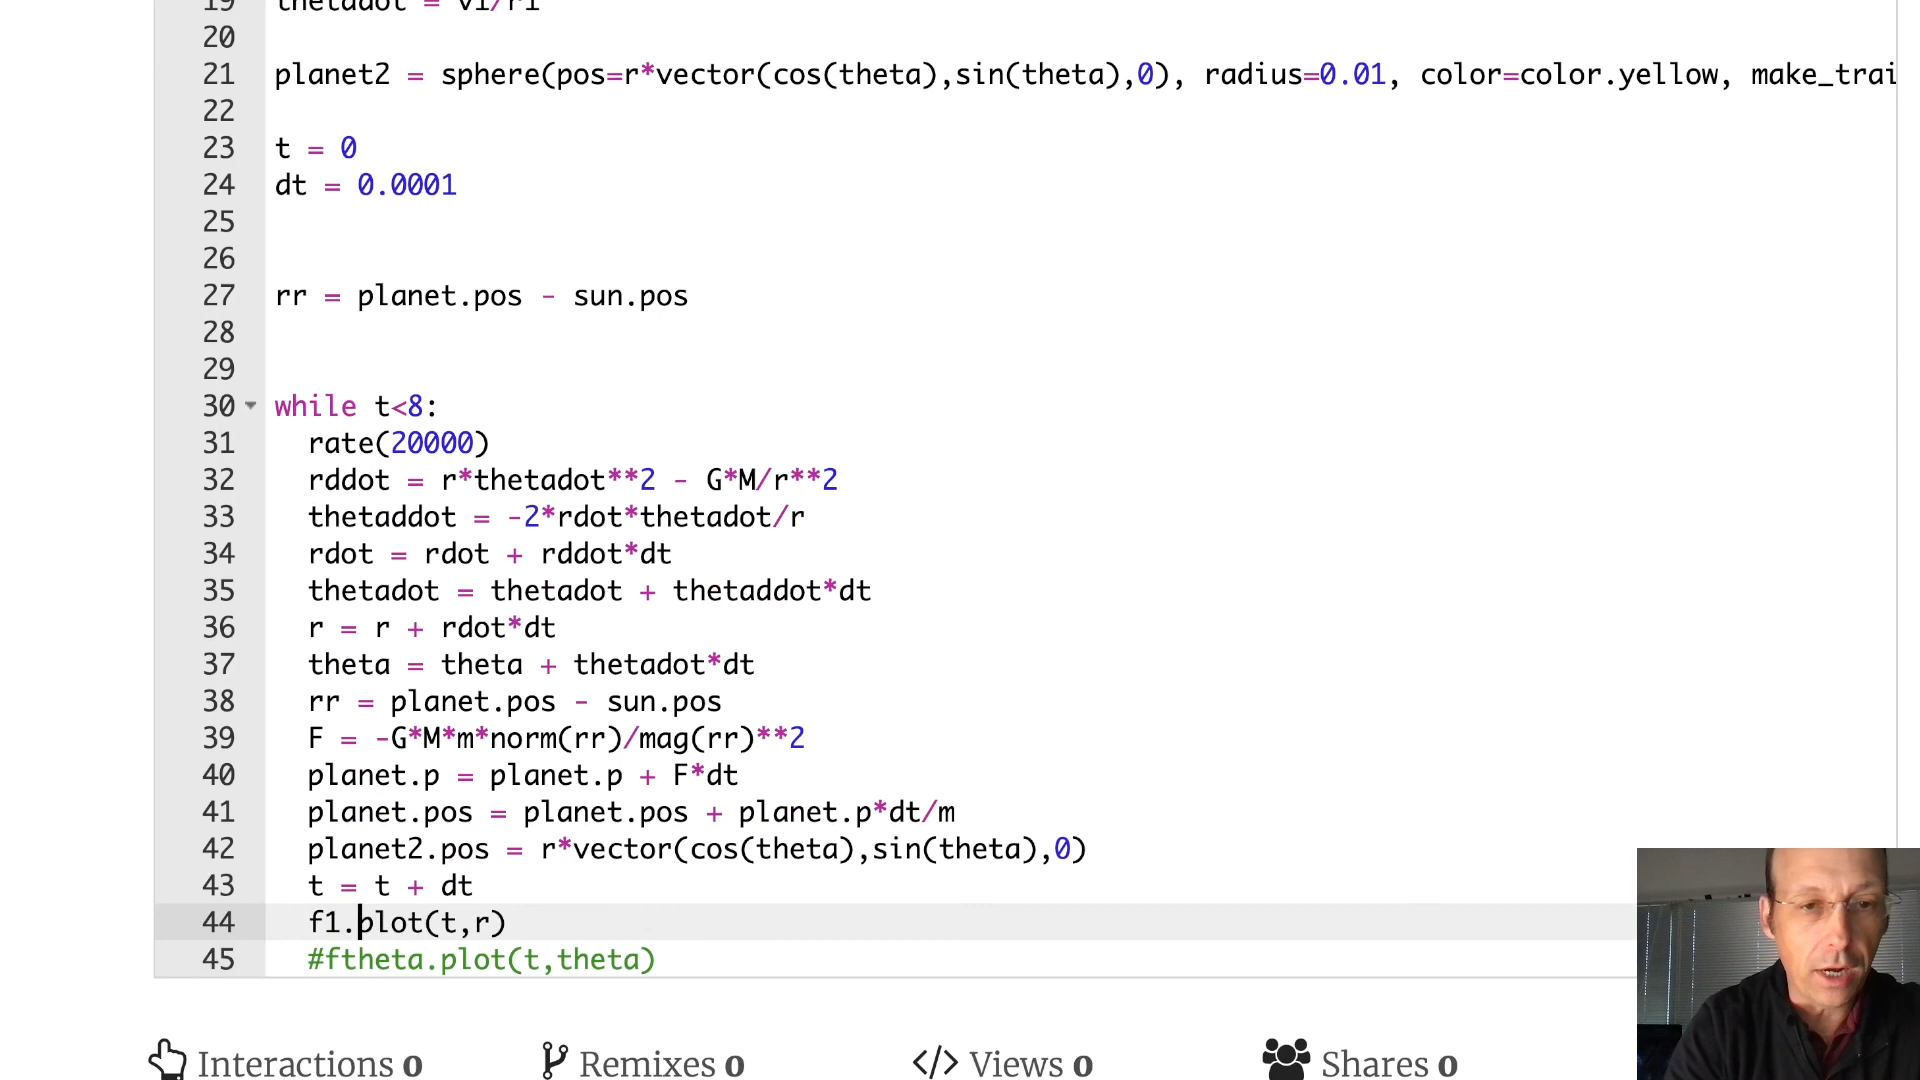 19 thetadot = v1/r1
20
21 planet2 = sphere(pos=r*vector(cos(theta),sin(theta),0), radius=0.01, color=color.yellow, make_trai
22
23 t = 0
24 dt = 0.0001
25
26
27 rr = planet.pos - sun.pos
28
29
30 while t<8:
31 rate(20000)
32 rddot = r*thetadot**2 - G*M/r**2
33 thetaddot = -2*rdot*thetadot/r
34 rdot = rdot + rddot*dt
35 thetadot = thetadot + thetaddot*dt
36 r = r + rdot*dt
37 theta = theta + thetadot*dt
38 rr = planet.pos - sun.pos
39 F = -G*M*m*norm(rr)/mag(rr)**2
40 planet.p = planet.p + F*dt
41 planet.pos = planet.pos + planet.p*dt/m
42 planet2.pos = r*vector(cos(theta),sin(theta),0)
43 t = t + dt
44 f1.plot(t,r)
45 #ftheta.plot(t,theta)
Interactions 0 Remixes 0 Views 0 Shares 0